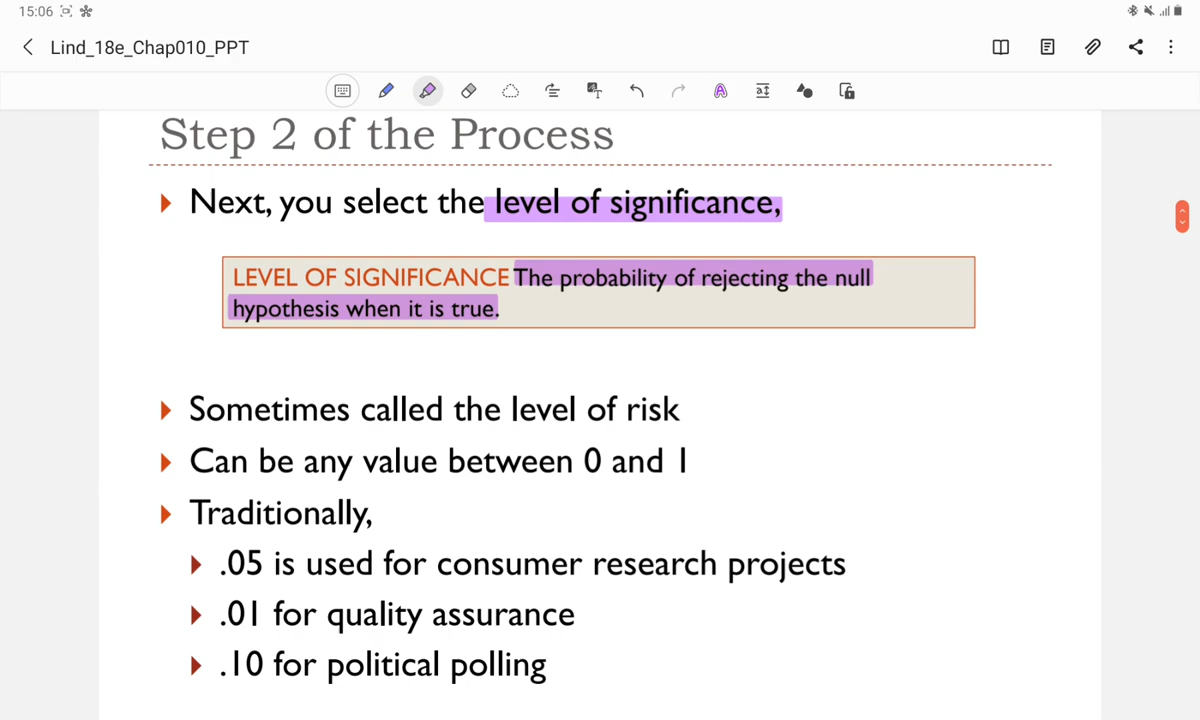 15:06
Lind_18e_Chap010_PPT
Step 2 of the Process
Next, you select the level of significance,
LEVEL OF SIGNIFICANCE The probability of rejecting the null
hypothesis when it is true.
Sometimes called the level of risk
Can be any value between 0 and 1
Traditionally,
.05 is used for consumer research projects
.01 for quality assurance
.10 for political polling